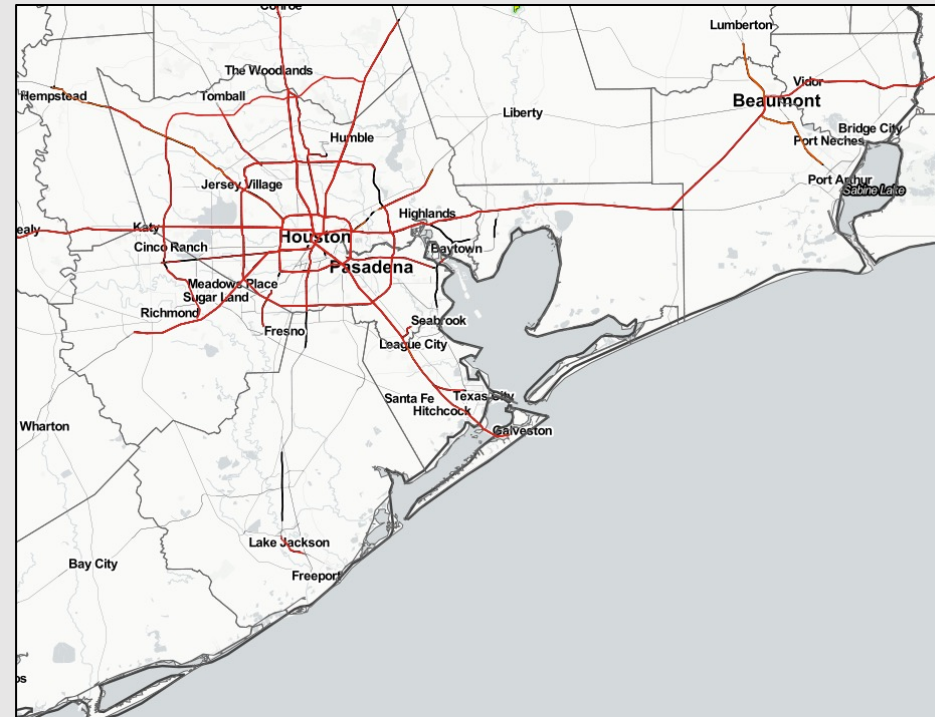 Conroe
Lumberton
The Woodlands
Vidor
Hempstead
Tomball
Beaumont
Liberty
Bridge City
Humble
Port Neches
Port Arthur
Jersey Village
Sabine Lake
Highlands
Katy
ealy
Houston
Cinco Ranch
Baytown
Pasadena
Meadows Place
Sugar Land
Richmond
Seabrook
Fresno
League City
Santa Fe
Texas City
Hitchcock
Wharton
Galveston
Lake Jackson
Bay City
Freeport
os